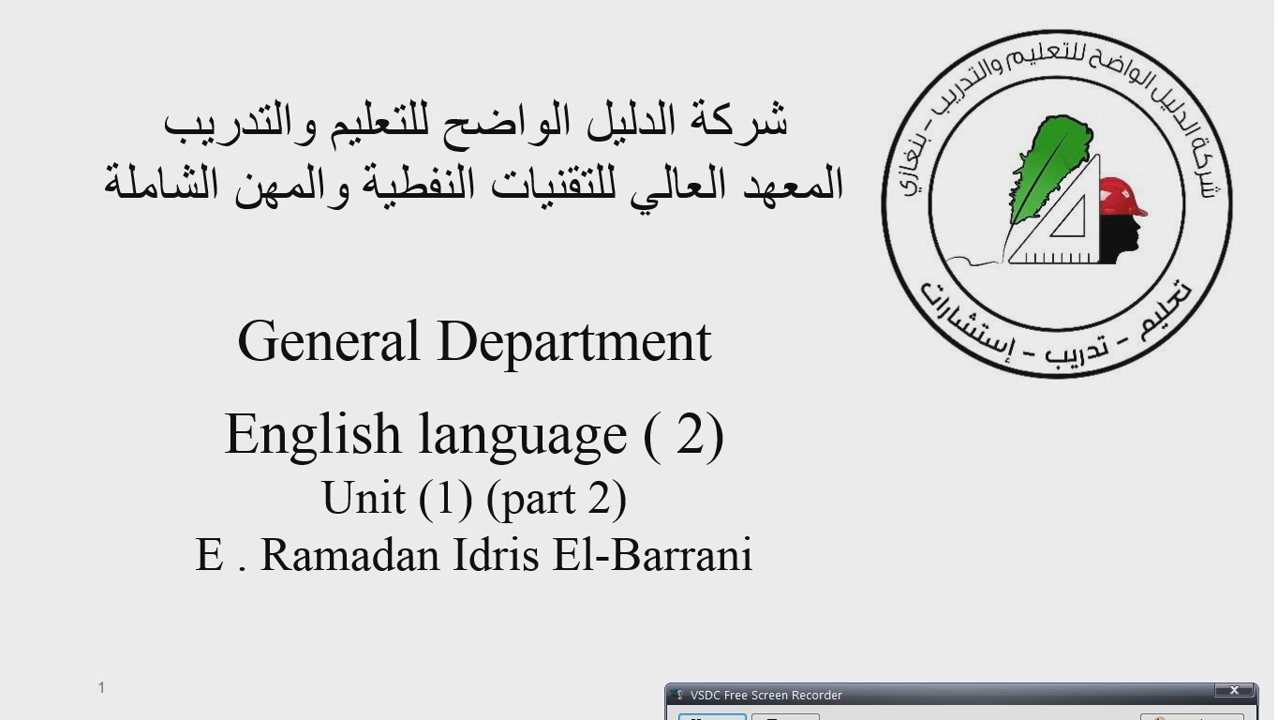 شركة الدليل الواضح للتعليم والتدريب
المعهد العالي للتقنيات النفطية والمهن الشاملة
شركة الدليل الواضح للتعليم والتدريب - بنغازي
تعليم - تدريب - إستشارات
General Department
English language ( 2)
Unit (1) (part 2)
E . Ramadan Idris El-Barrani
1
VSDC Free Screen Recorder